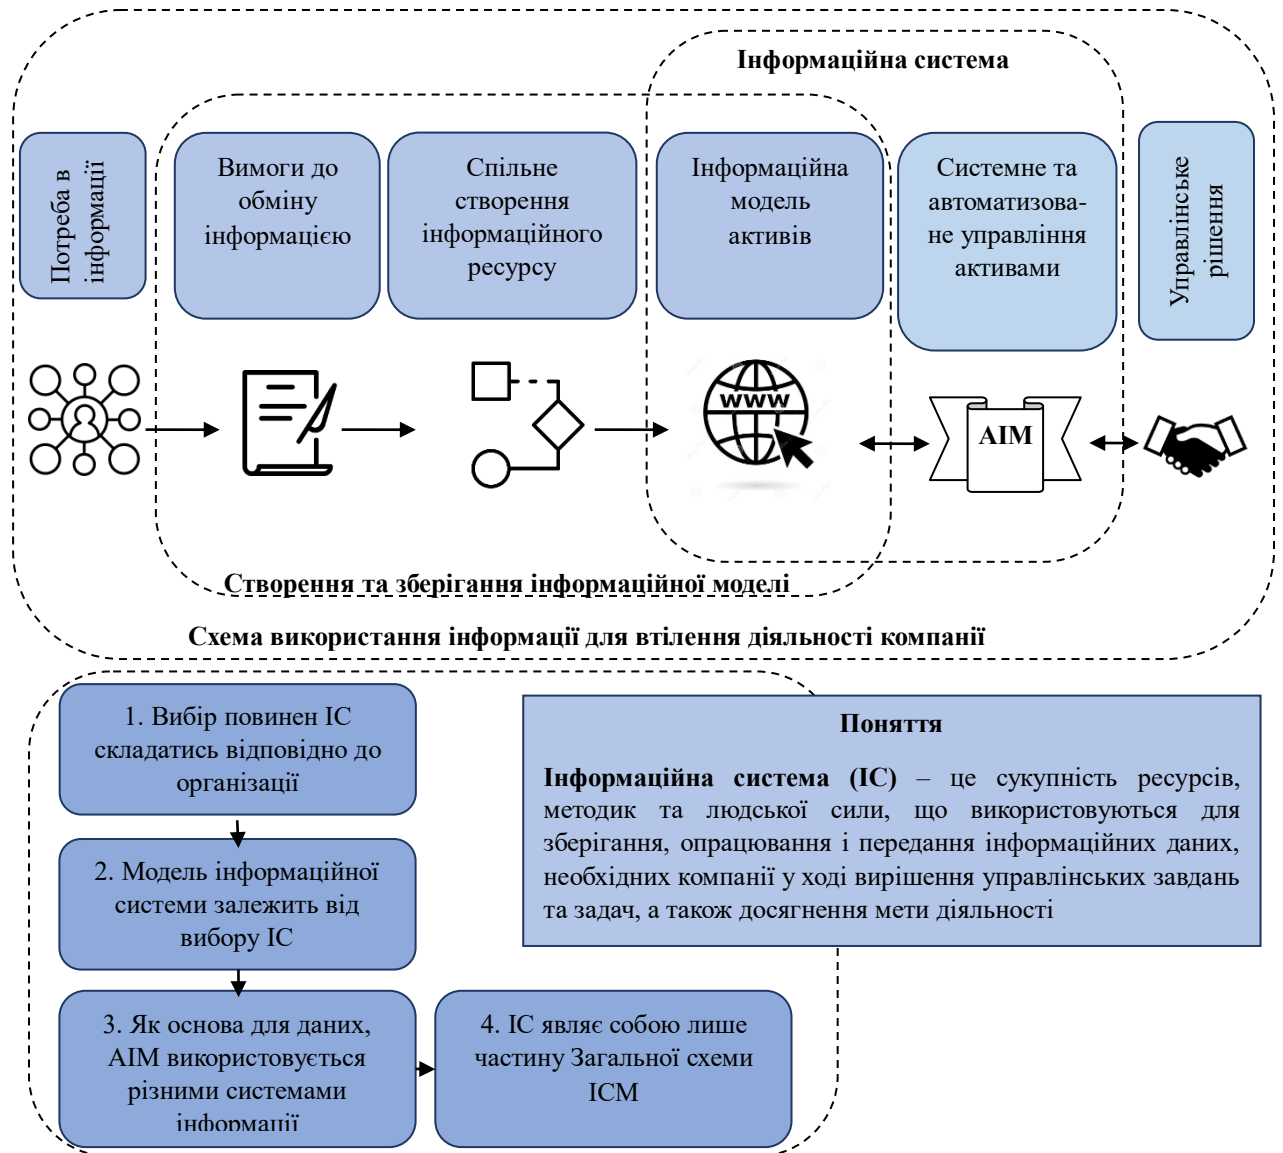 Інформаційна система
Потреба в
інформації
Вимоги до
обміну
інформацією
Спільне
створення
інформаційного
ресурсу
Інформаційна
модель
активів
Системне та
автоматизова-
не управління
активами
Управлінське
рішення
www
АІМ
Створення та зберігання інформаційної моделі
Схема використання інформації для втілення діяльності компанії
1. Вибір повинен ІС
складатись відповідно до
організації
2. Модель інформаційної
системи залежить від
вибору ІС
3. Як основа для даних,
АІМ використовується
різними системами
інформації
4. ІС являє собою лише
частину Загальної схеми
ІСМ
Поняття
Інформаційна система (ІС) – це сукупність ресурсів,
методик та людської сили, що використовуються для
зберігання, опрацювання і передання інформаційних даних,
необхідних компанії у ході вирішення управлінських завдань
та задач, а також досягнення мети діяльності